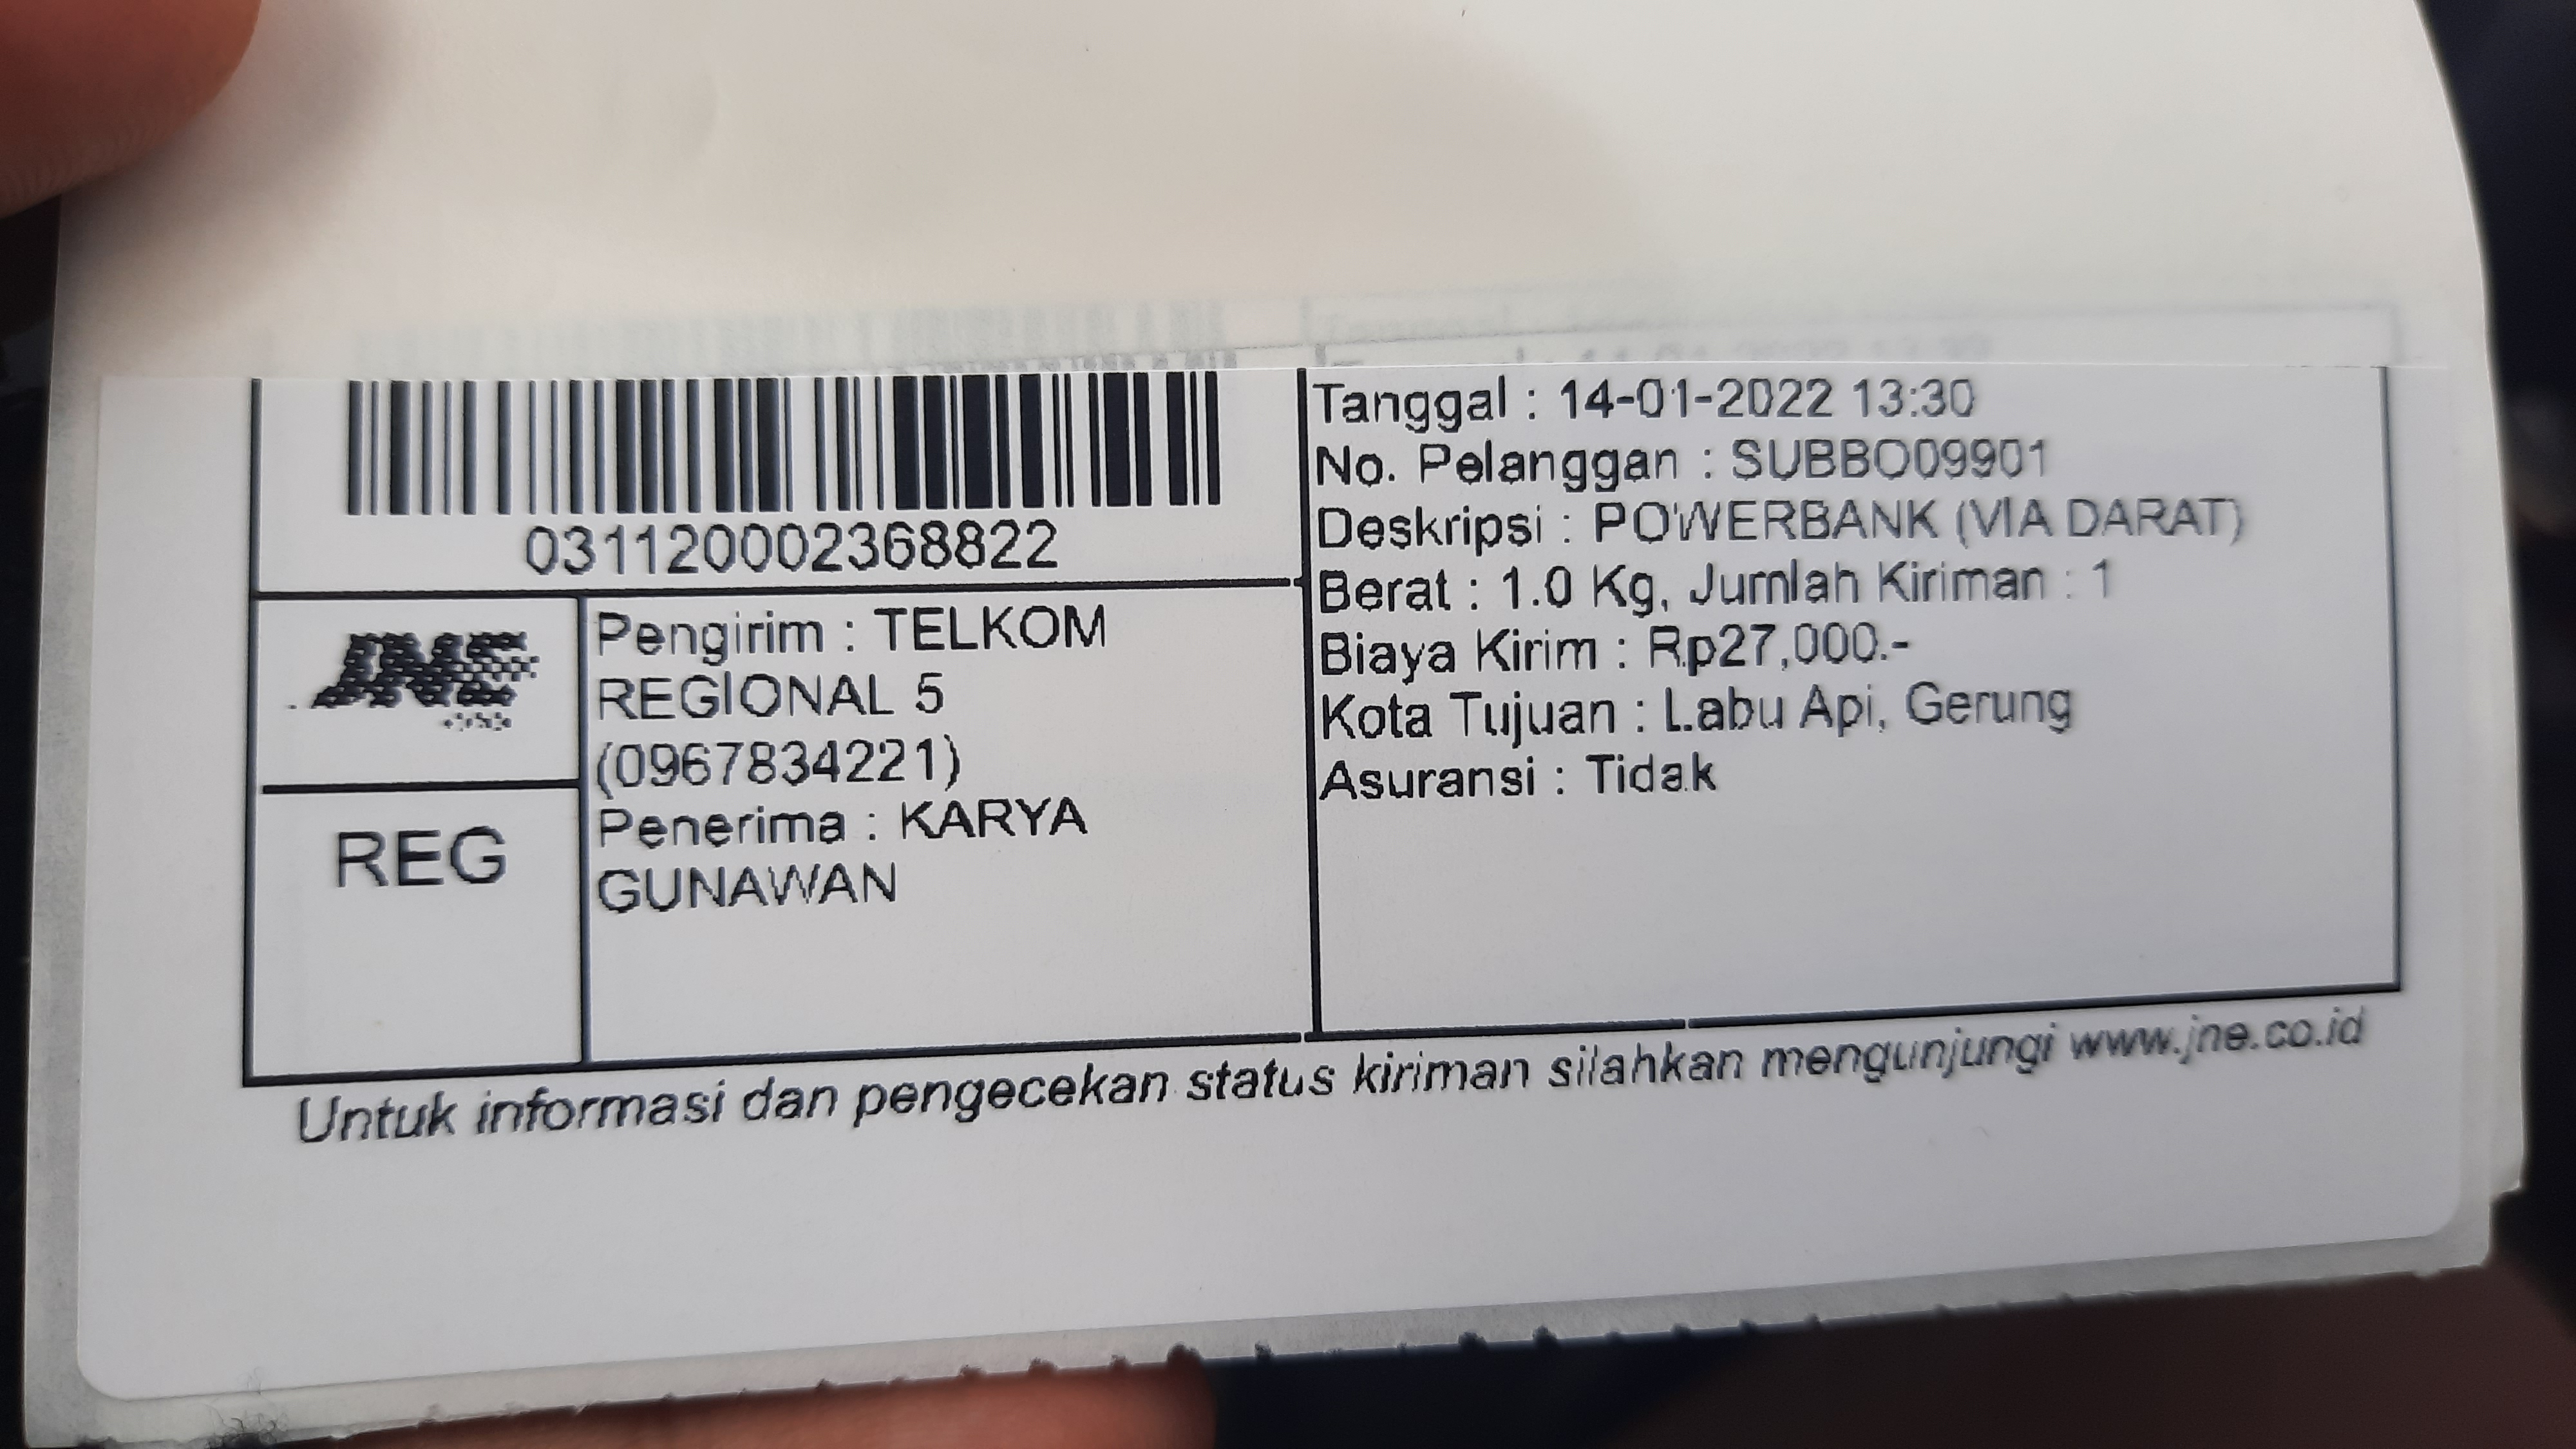 031120002368822
JNE
REG
Pengirim : TELKOM
REGIONAL 5
(0967834221)
Penerima : KARYA
GUNAWAN
Tanggal : 14-01-2022 13:30
No. Pelanggan : SUBBO09901
Deskripsi : POWERBANK (VIA DARAT)
Berat : 1.0 Kg, Jumlah Kiriman : 1
Biaya Kirim : Rp27,000.-
Kota Tujuan : Labu Api, Gerung
Asuransi : Tidak
Untuk informasi dan pengecekan status kiriman silahkan mengunjungi www.jne.co.id